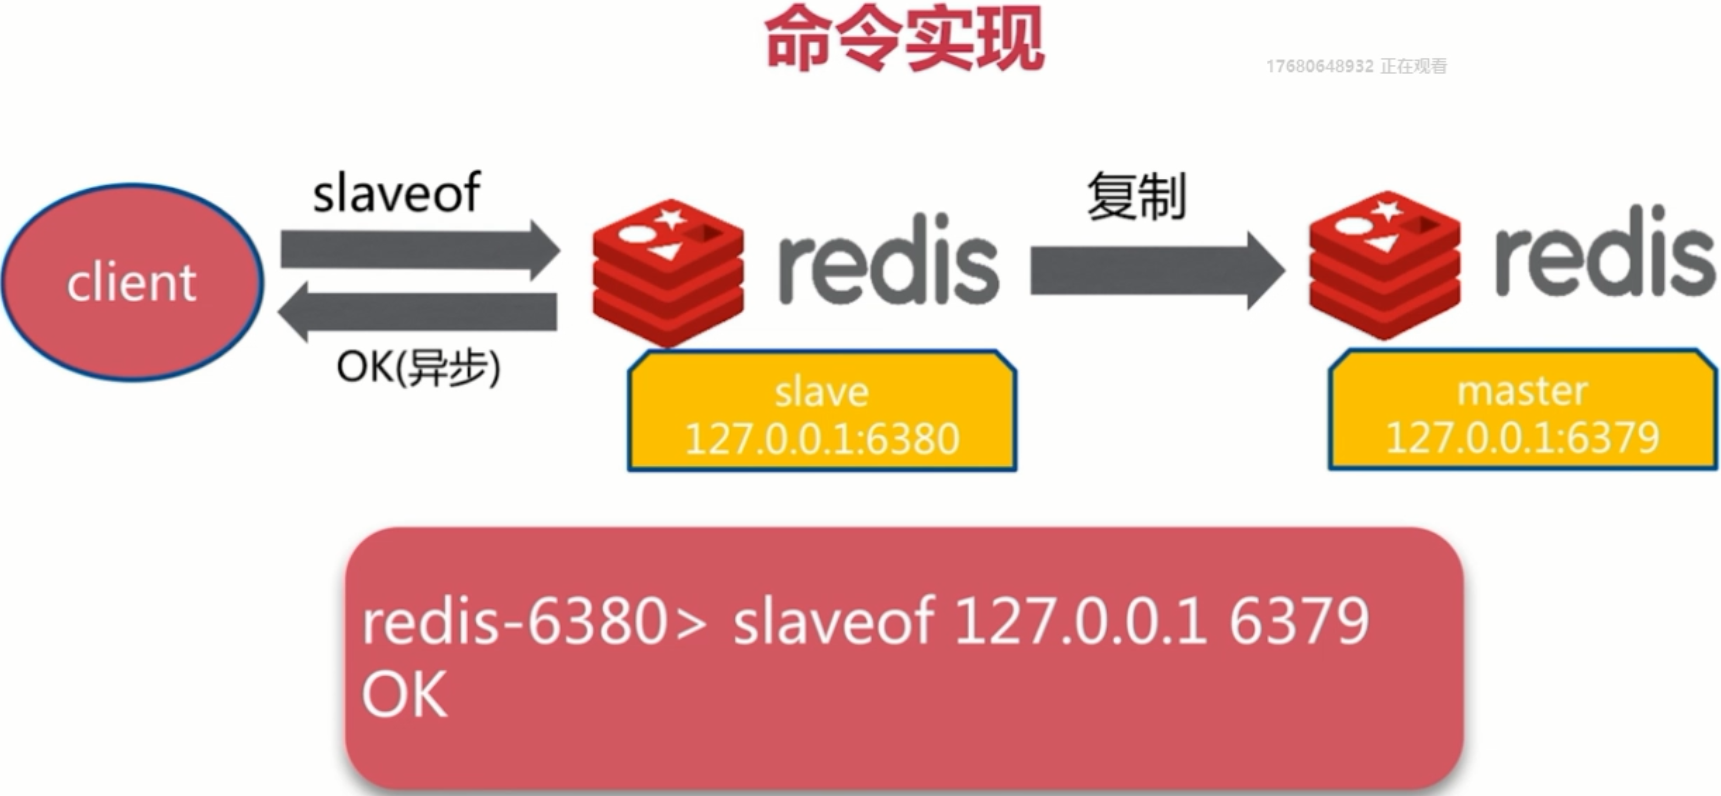 命令实现
17680648932 正在观看
slaveof
client
OK(异步)
redis
复制
redis
slave
127.0.0.1:6380
master
127.0.0.1:6379
redis-6380> slaveof 127.0.0.1 6379
OK